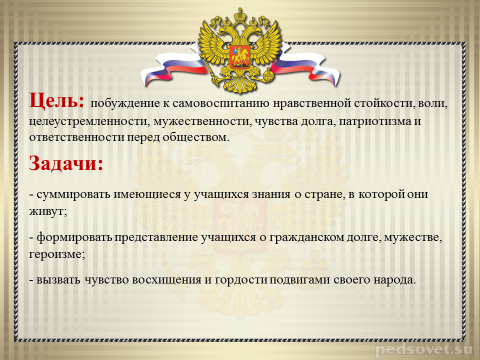 Цель: побуждение к самовоспитанию нравственной стойкости, воли,
целеустремленности, мужественности, чувства долга, патриотизма и
ответственности перед обществом.
Задачи:
- суммировать имеющиеся у учащихся знания о стране, в которой они
живут;
- формировать представление учащихся о гражданском долге, мужестве,
героизме;
- вызвать чувство восхищения и гордости подвигами своего народа.
pedsovet.su